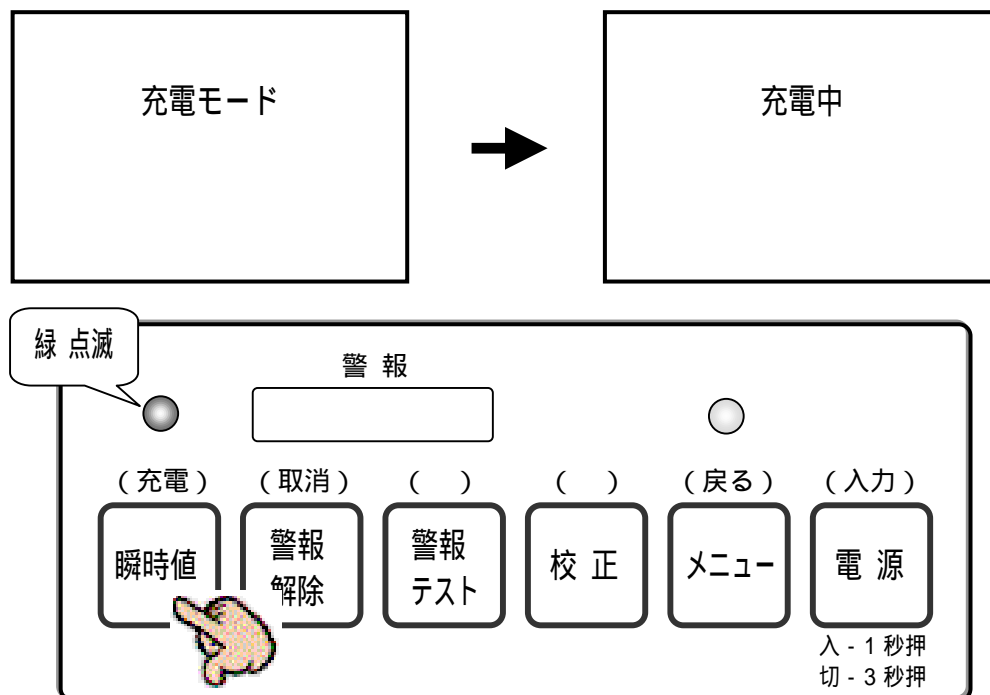 充電モード
充電中
緑 点滅
警 報
(充電) (取消) (　) (　) (戻る) (入力)
瞬時値
警報
解除
警報
テスト
校 正
メニュー
電 源
入 - 1 秒押
切 - 3 秒押